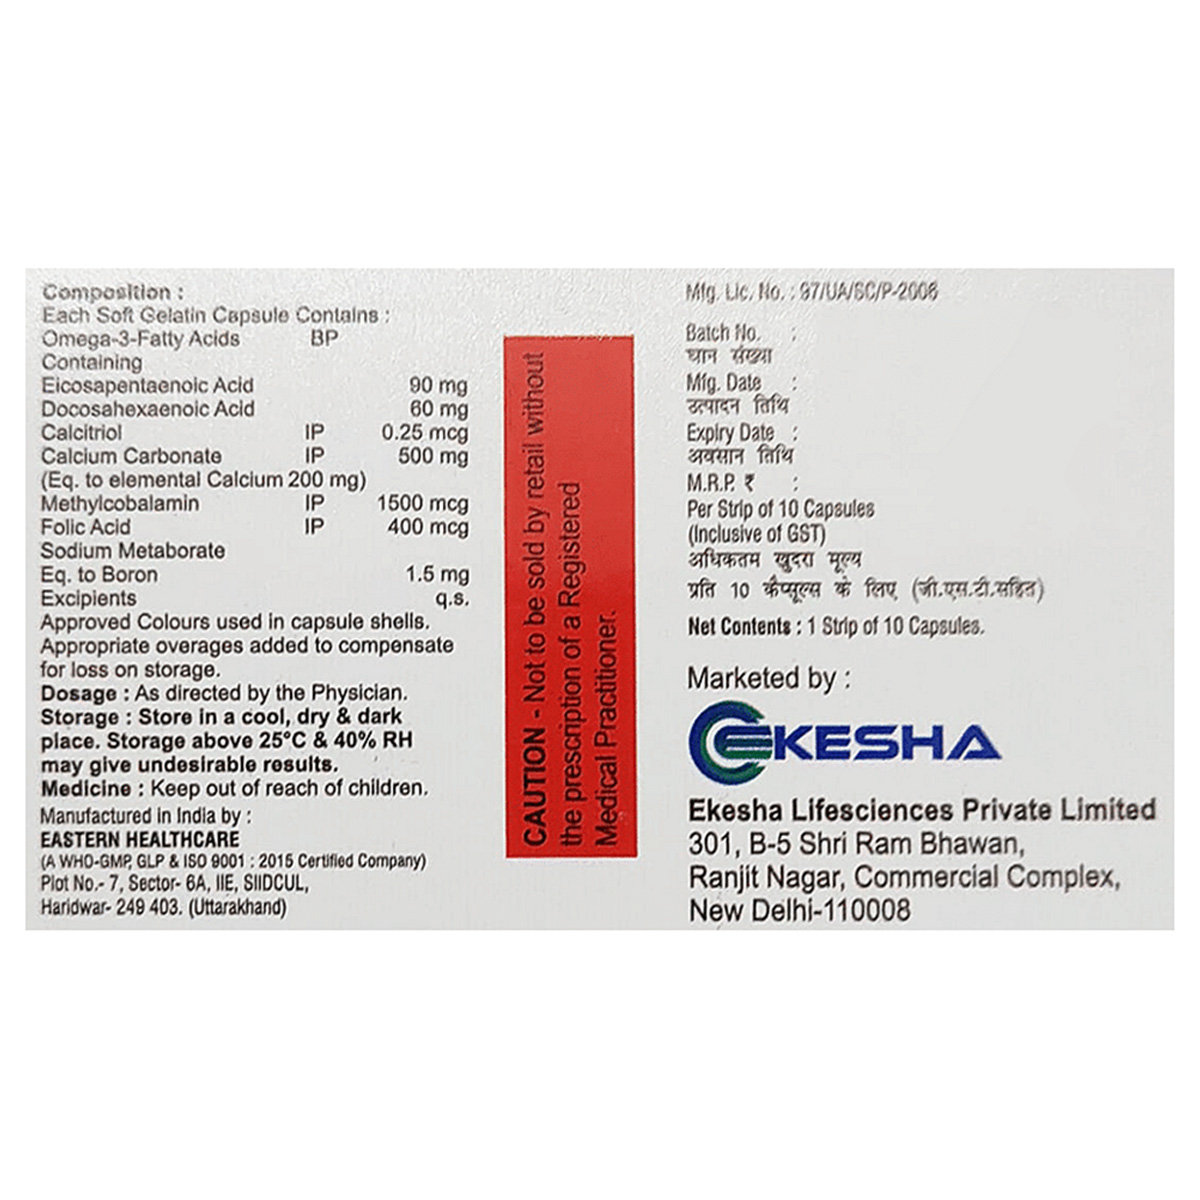 Composition :
Each Soft Gelatin Capsule Contains :
Omega-3-Fatty Acids BP
Containing
Eicosapentaenoic Acid 90 mg
Docosahexaenoic Acid 60 mg
Calcitriol IP 0.25 mcg
Calcium Carbonate IP 500 mg
(Eq. to elemental Calcium 200 mg)
Methylcobalamin IP 1500 mcg
Folic Acid IP 400 mcg
Sodium Metaborate
Eq. to Boron 1.5 mg
Excipients q.s.
Approved Colours used in capsule shells.
Appropriate overages added to compensate
for loss on storage.
Dosage : As directed by the Physician.
Storage : Store in a cool, dry & dark
place. Storage above 25°C & 40% RH
may give undesirable results.
Medicine : Keep out of reach of children.
Manufactured in India by :
EASTERN HEALTHCARE
(A WHO-GMP, GLP & ISO 9001 : 2015 Certified Company)
Plot No.- 7, Sector- 6A, IIE, SIIDCUL,
Haridwar- 249 403. (Uttarakhand)
CAUTION - Not to be sold by retail without
the prescription of a Registered
Medical Practitioner.
Mfg. Lic. No. : 97/UA/SC/P-2008
Batch No. :
घान संख्या
Mfg. Date :
उत्पादन तिथि
Expiry Date :
अवसान तिथि
M.R.P. ₹ :
Per Strip of 10 Capsules
(Inclusive of GST)
अधिकतम खुदरा मूल्य
प्रति 10 कैप्सूल्स के लिए (जी.एस.टी.सहित)
Net Contents : 1 Strip of 10 Capsules.
Marketed by :
EKESHA
Ekesha Lifesciences Private Limited
301, B-5 Shri Ram Bhawan,
Ranjit Nagar, Commercial Complex,
New Delhi-110008